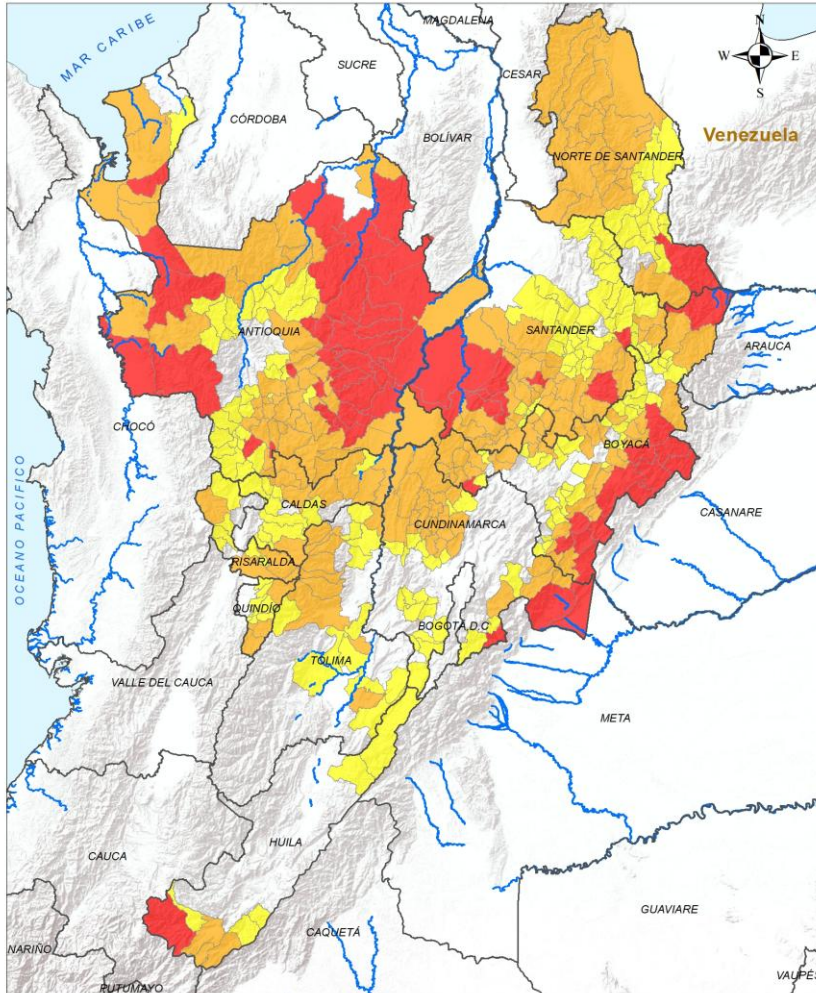 MAGDALENA
MAR CARIBE
N
W
E
S
SUCRE
CESAR
CÓRDOBA
BOLÍVAR
Venezuela
NORTE DE SANTANDER
ANTIOQUIA
SANTANDER
ARAUCA
CHOCÓ
BOYACÁ
OCEANO PACIFICO
CALDAS
CUNDINAMARCA
CASANARE
RISARALDA
QUINDÍO
BOGOTÁ, D.C
TOLIMA
VALLE DEL CAUCA
META
HUILA
CAUCA
GUAVIARE
CAQUETÁ
NARIÑO
PUTUMAYO
VAUPÉS